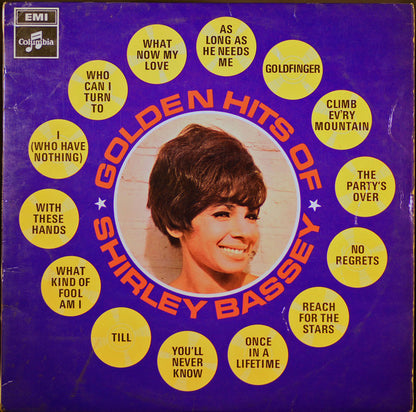 EMI
Columbia
GOLDEN HITS OF
SHIRLEY BASSEY
AS
LONG AS
HE NEEDS
ME
GOLDFINGER
CLIMB
EV'RY
MOUNTAIN
THE
PARTY'S
OVER
NO
REGRETS
REACH
FOR THE
STARS
ONCE
IN A
LIFETIME
YOU'LL
NEVER
KNOW
TILL
WHAT
KIND OF
FOOL
AM I
WITH
THESE
HANDS
I
(WHO HAVE
NOTHING)
WHO
CAN I
TURN
TO
WHAT
NOW MY
LOVE